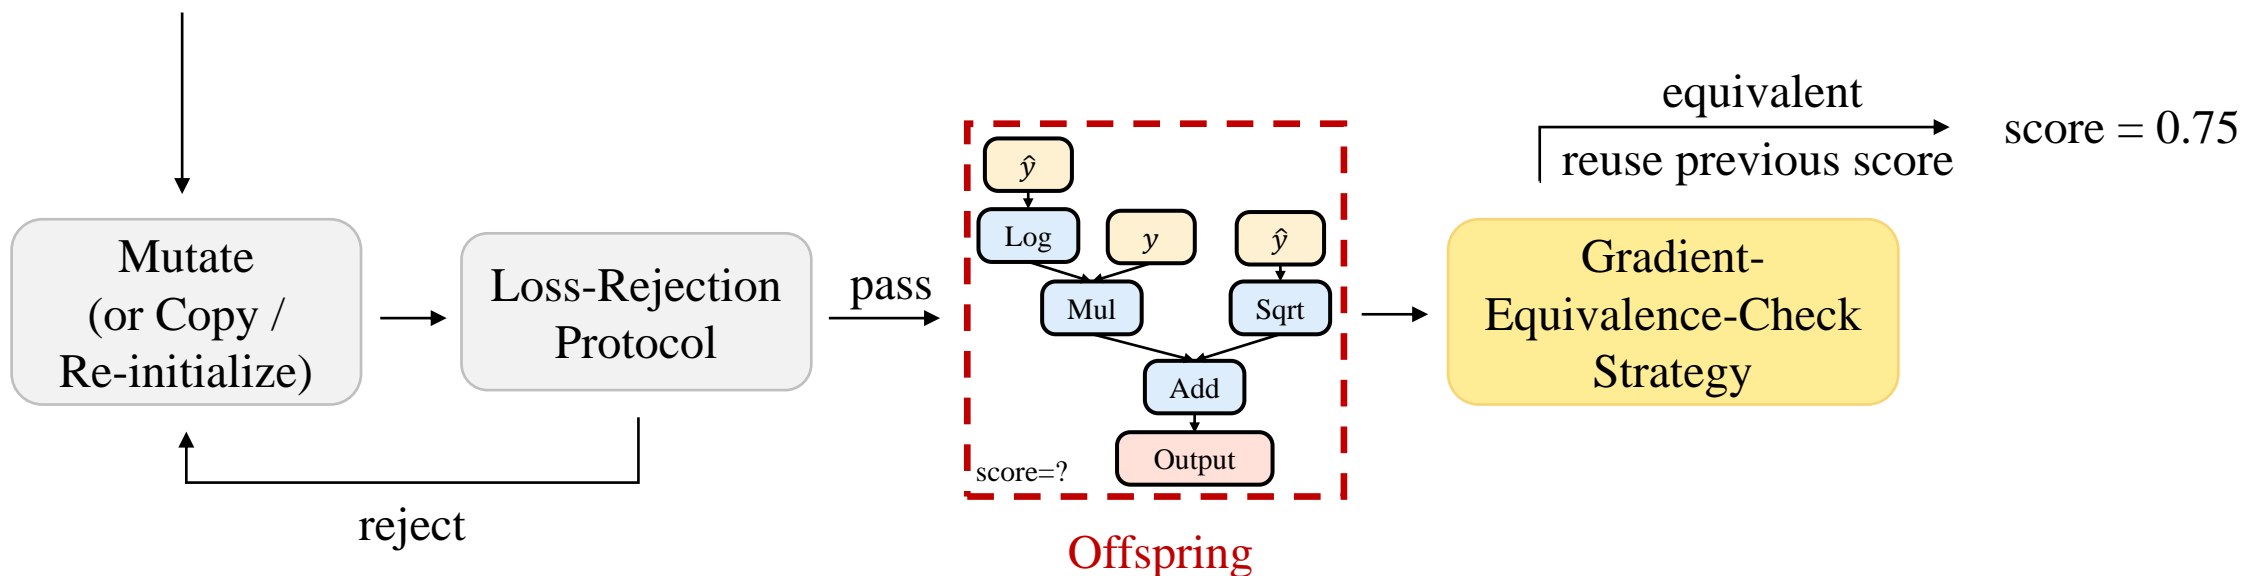 Mutate
(or Copy /
Re-initialize)
reject
Loss-Rejection
Protocol
pass
ŷ
Log
y
ŷ
Mul
Sqrt
Add
Output
score=?
Offspring
Gradient-
Equivalence-Check
Strategy
equivalent
reuse previous score
score = 0.75